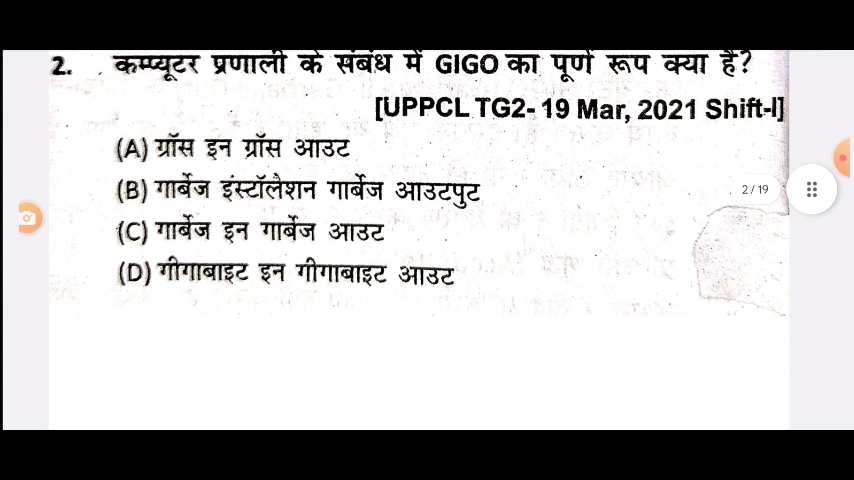 2. कम्प्यूटर प्रणाली के संबंध में GIGO का पूर्ण रूप क्या है?
[UPPCL TG2- 19 Mar, 2021 Shift-I]
(A) ग्रॉस इन ग्रॉस आउट
(B) गार्बेज इंस्टॉलेशन गार्बेज आउटपुट
2/19
(C) गार्बेज इन गार्बेज आउट
(D) गीगाबाइट इन गीगाबाइट आउट